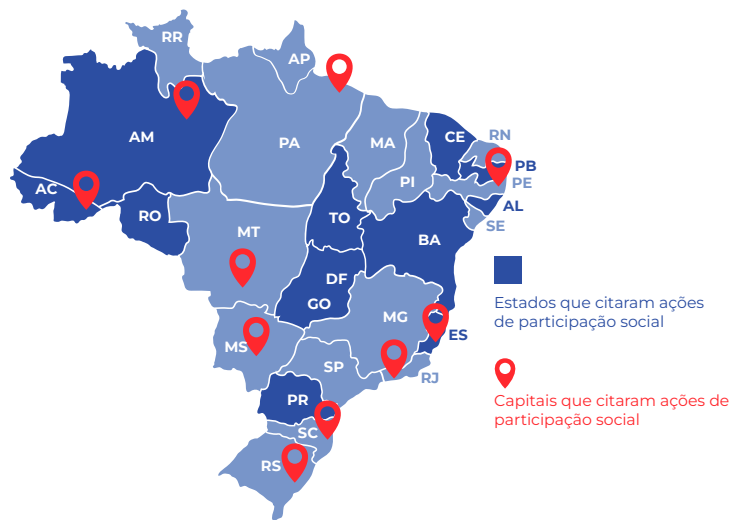 RR
AP
AM
PA
MA
CE
RN
PB
PI
PE
AC
AL
RO
TO
SE
MT
BA
DF
GO
MG
MS
ES
SP
RJ
PR
SC
RS
Estados que citaram ações
de participação social
Capitais que citaram ações de
participação social